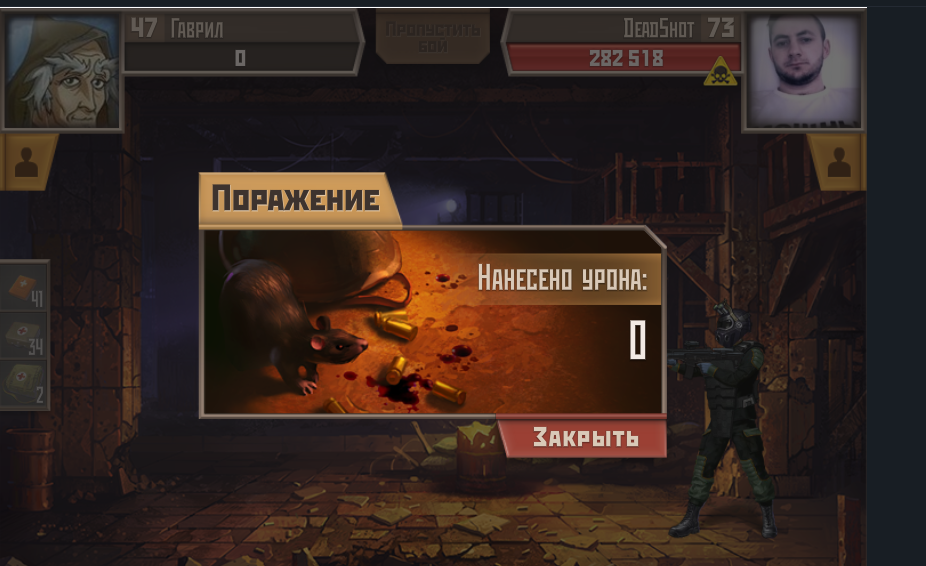 47 Гаврил
0
Пропустить
бой
DeadShot 73
282 518
Поражение
Нанесено урона:
0
41
34
2
Закрыть